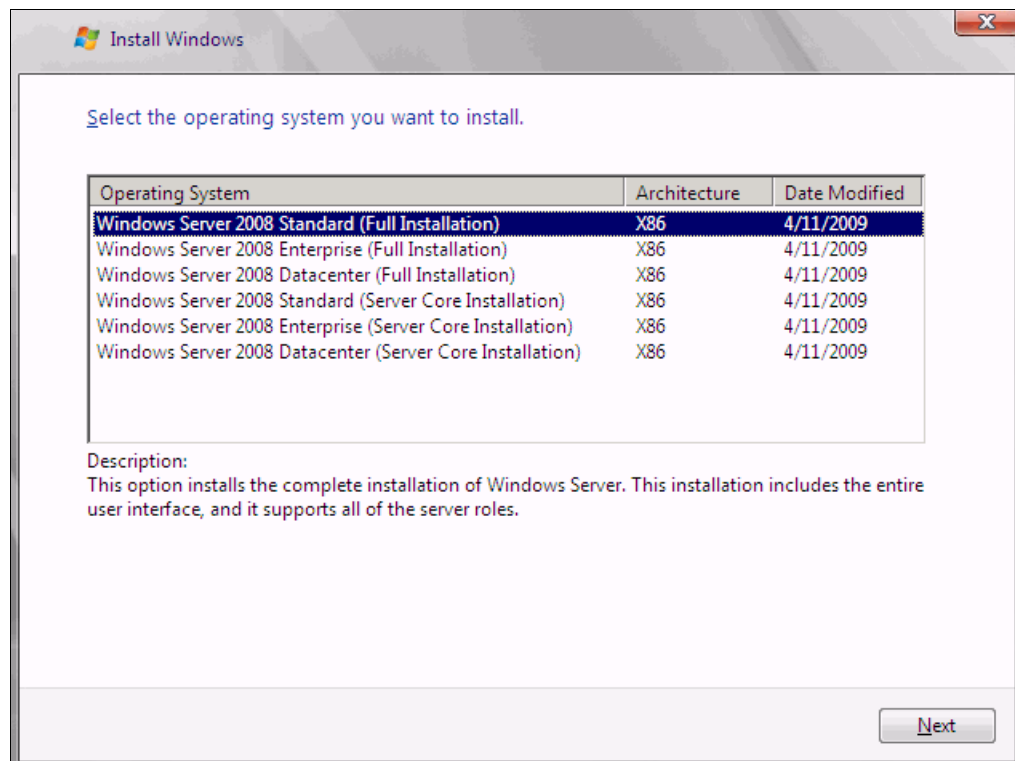 Install Windows
Select the operating system you want to install.
Operating System Architecture Date Modified
Windows Server 2008 Standard (Full Installation) X86 4/11/2009
Windows Server 2008 Enterprise (Full Installation) X86 4/11/2009
Windows Server 2008 Datacenter (Full Installation) X86 4/11/2009
Windows Server 2008 Standard (Server Core Installation) X86 4/11/2009
Windows Server 2008 Enterprise (Server Core Installation) X86 4/11/2009
Windows Server 2008 Datacenter (Server Core Installation) X86 4/11/2009
Description:
This option installs the complete installation of Windows Server. This installation includes the entire
user interface, and it supports all of the server roles.
Next